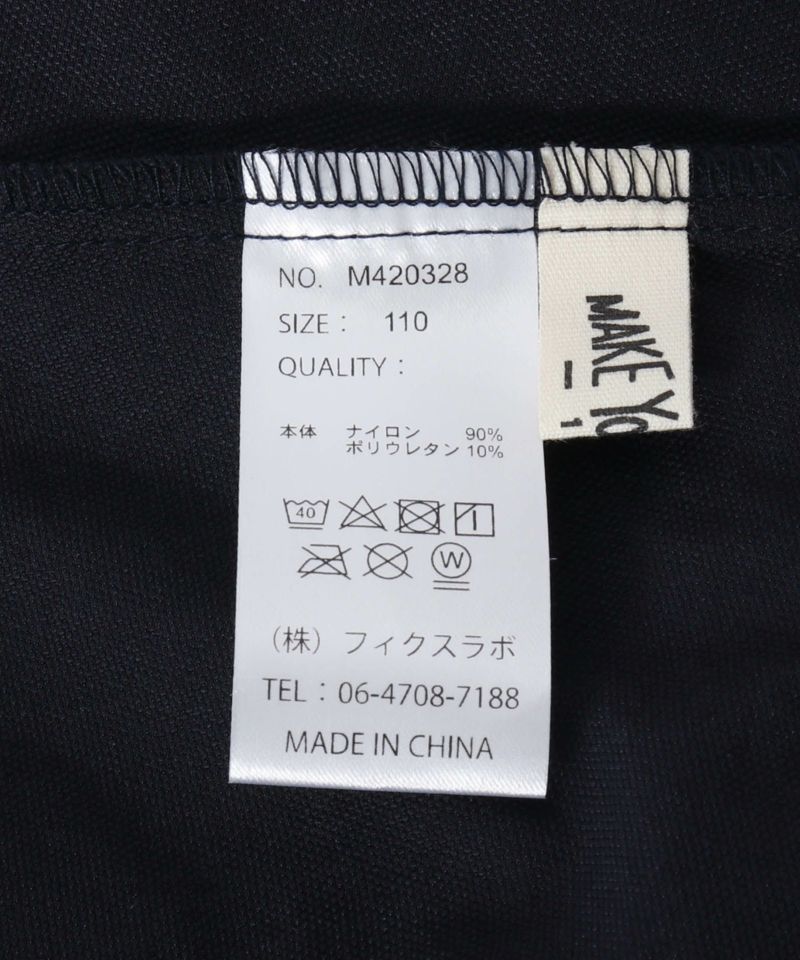 NO. M420328
SIZE : 110
QUALITY :
本体 ナイロン 90%
ポリウレタン 10%
40
W
(株) フィクスラボ
TEL : 06-4708-7188
MADE IN CHINA
MAKE